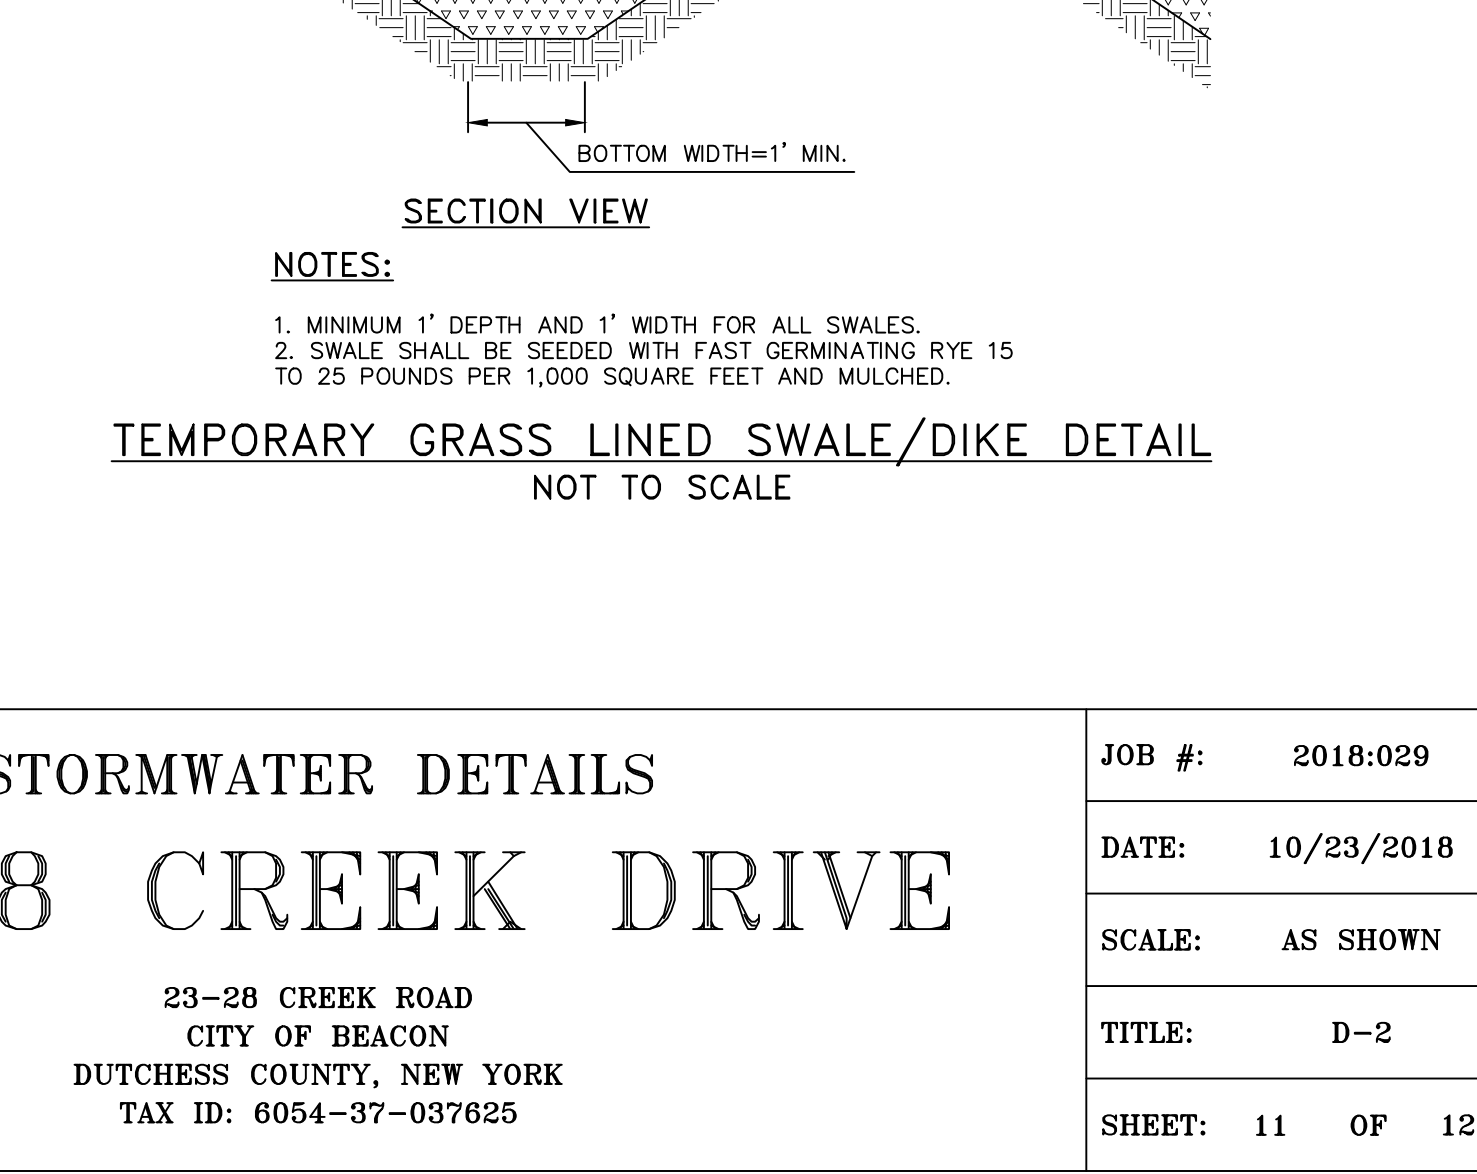 BOTTOM WIDTH=1' MIN.
SECTION VIEW
NOTES:
1. MINIMUM 1' DEPTH AND 1' WIDTH FOR ALL SWALES.
2. SWALE SHALL BE SEEDED WITH FAST GERMINATING RYE 15
TO 25 POUNDS PER 1,000 SQUARE FEET AND MULCHED.
TEMPORARY GRASS LINED SWALE/DIKE DETAIL
NOT TO SCALE
STORMWATER DETAILS
8 CREEK DRIVE
23-28 CREEK ROAD
CITY OF BEACON
DUTCHESS COUNTY, NEW YORK
TAX ID: 6054-37-037625
JOB #: 2018:029
DATE: 10/23/2018
SCALE: AS SHOWN
TITLE: D-2
SHEET: 11 OF 12